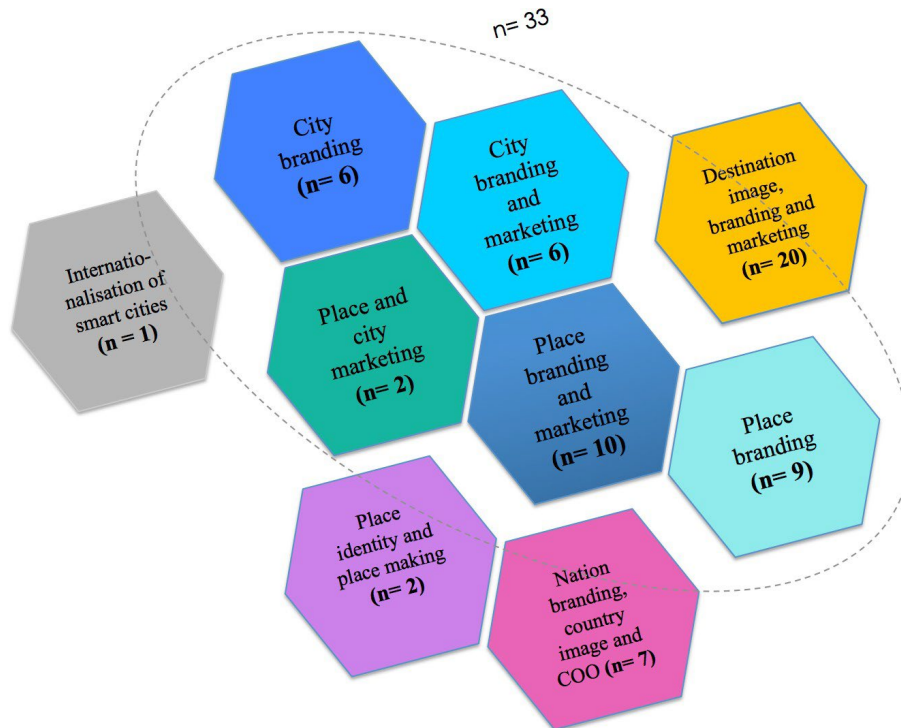 n= 33
City
branding
(n= 6)
City
branding
and
marketing
(n= 6)
Destination
image,
branding and
marketing
(n= 20)
Internatio-
nalisation of
smart cities
(n = 1)
Place and
city
marketing
(n= 2)
Place
branding
and
marketing
(n= 10)
Place
branding
(n= 9)
Place
identity and
place making
(n= 2)
Nation
branding,
country
image and
COO (n= 7)